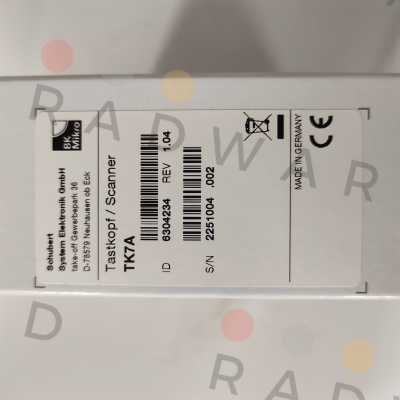 BK
Mikro
Schubert
System Elektronik GmbH
take-off Gewerbepark 36
D-78579 Neuhausen ob Eck
Tastkopf / Scanner
TK7A
ID 6304234 REV 1.04
S/N 2251004 .002
MADE IN GERMANY
CE
RADWAR
D
RADWAR